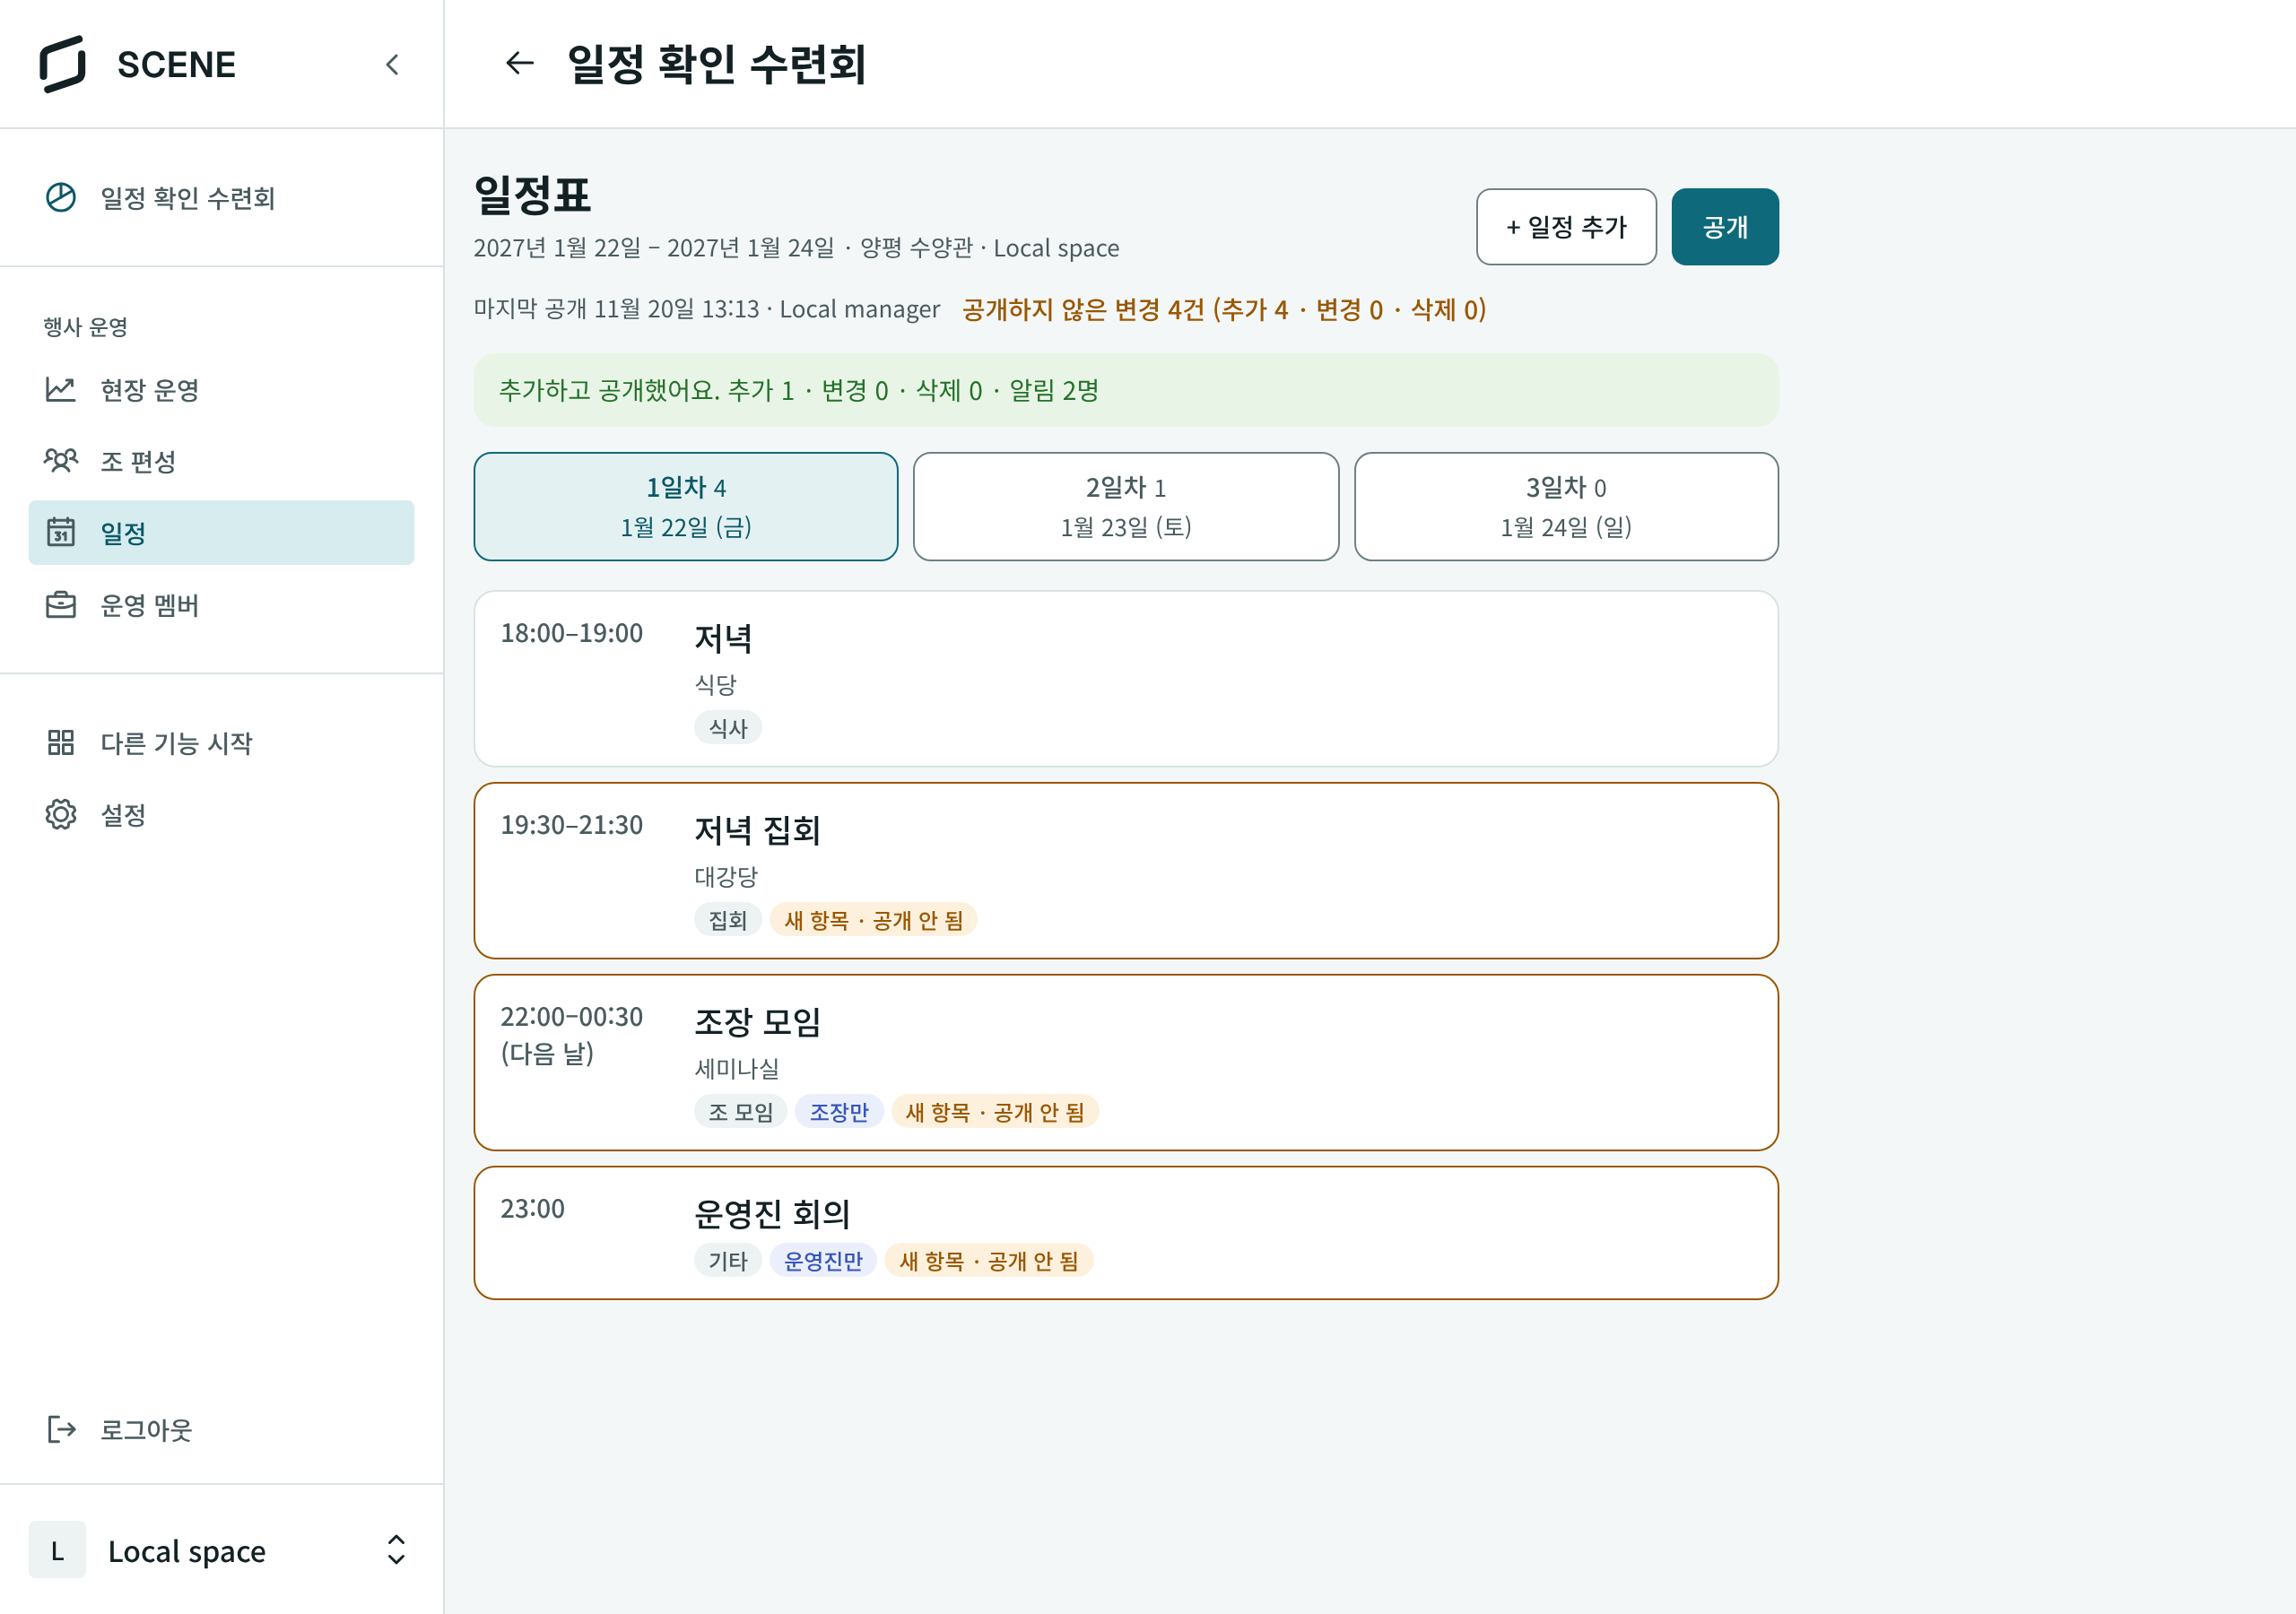 SCENE
일정 확인 수련회
행사 운영
현장 운영
조 편성
31
일정
운영 멤버
다른 기능 시작
설정
로그아웃
L
Local space
일정 확인 수련회
일정표
2027년 1월 22일 – 2027년 1월 24일 · 양평 수양관 · Local space
+ 일정 추가
공개
마지막 공개 11월 20일 13:13 · Local manager 공개하지 않은 변경 4건 (추가 4 · 변경 0 · 삭제 0)
추가하고 공개했어요. 추가 1 · 변경 0 · 삭제 0 · 알림 2명
1일차 4
1월 22일 (금)
2일차 1
1월 23일 (토)
3일차 0
1월 24일 (일)
18:00–19:00
저녁
식당
식사
19:30–21:30
저녁 집회
대강당
집회
새 항목 · 공개 안 됨
22:00–00:30
(다음 날)
조장 모임
세미나실
조 모임
조장만
새 항목 · 공개 안 됨
23:00
운영진 회의
기타
운영진만
새 항목 · 공개 안 됨